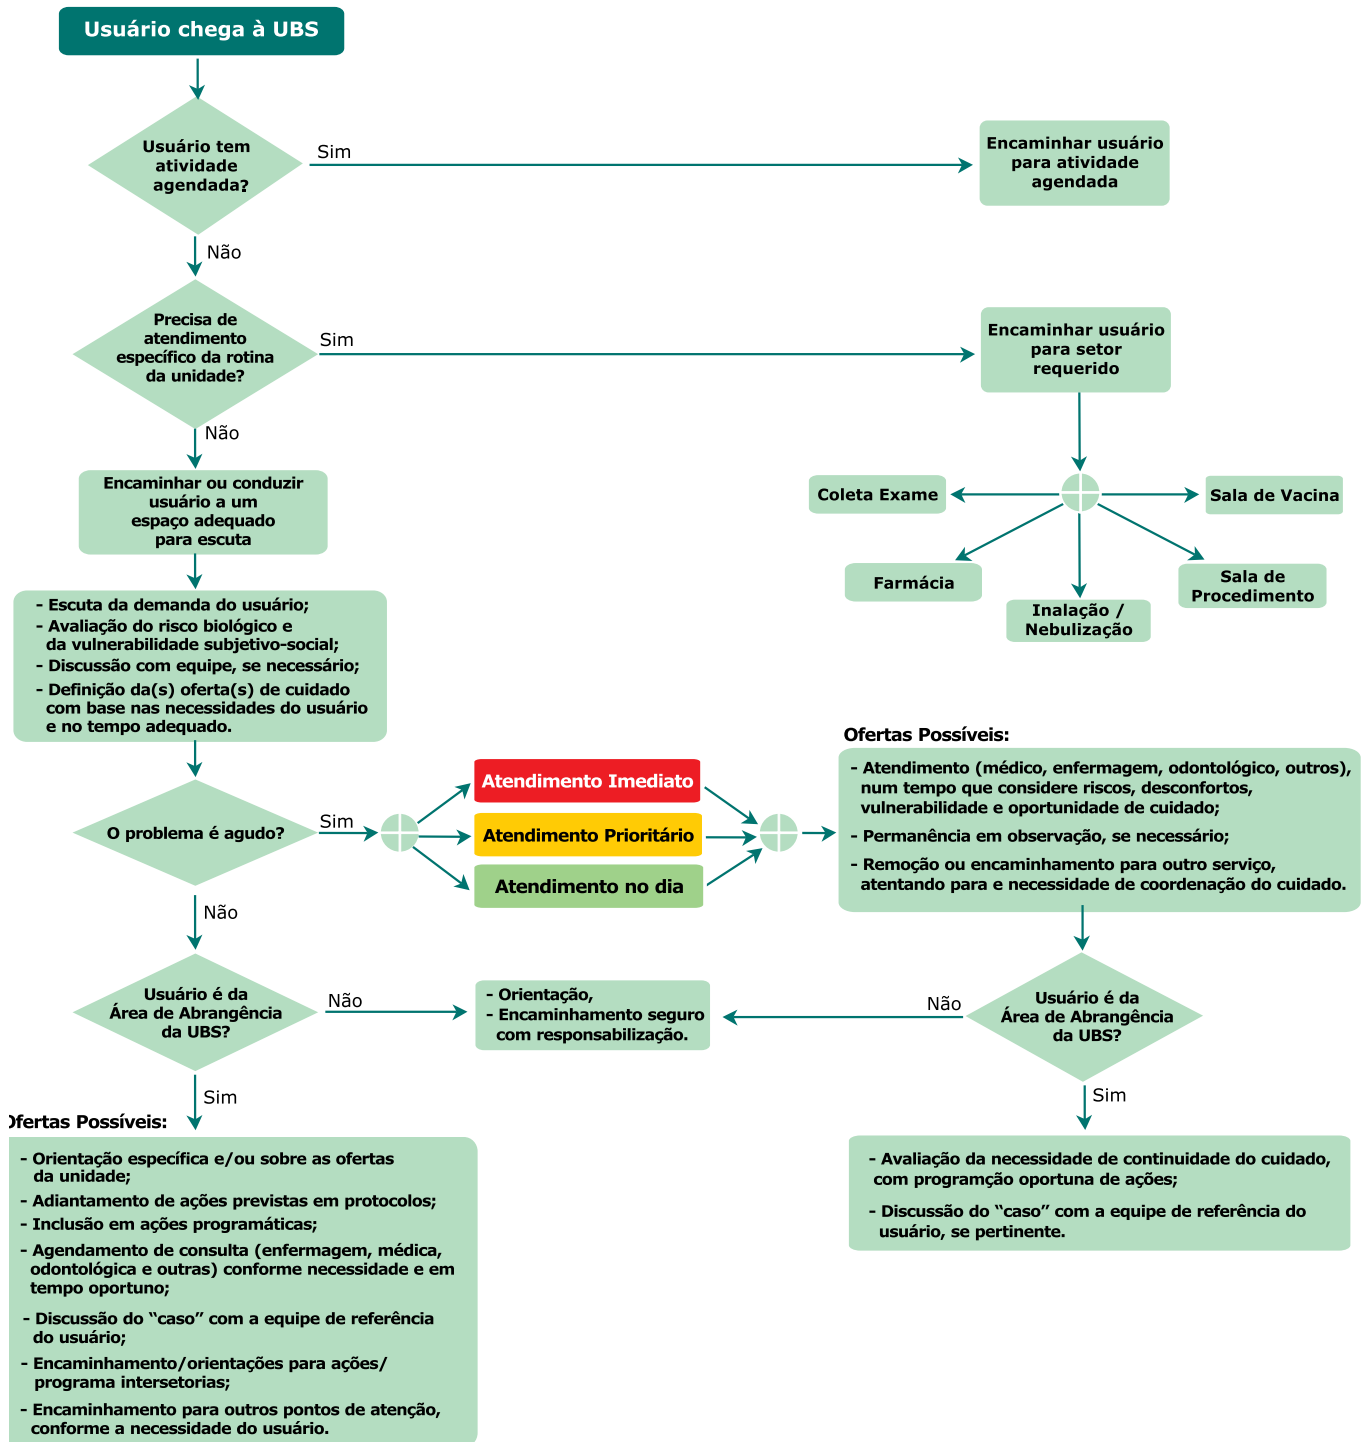 Usuário chega à UBS
Usuário tem
atividade
agendada?
Sim
Encaminhar usuário
para atividade
agendada
Não
Precisa de
atendimento
específico da rotina
da unidade?
Sim
Encaminhar usuário
para setor
requerido
Não
Coleta Exame
Sala de Vacina
Farmácia
Sala de
Procedimento
Inalação /
Nebulização
Encaminhar ou conduzir
usuário a um
espaço adequado
para escuta
- Escuta da demanda do usuário;
- Avaliação do risco biológico e
da vulnerabilidade subjetivo-social;
- Discussão com equipe, se necessário;
- Definição da(s) oferta(s) de cuidado
com base nas necessidades do usuário
e no tempo adequado.
O problema é agudo?
Sim
Atendimento Imediato
Atendimento Prioritário
Atendimento no dia
Ofertas Possíveis:
- Atendimento (médico, enfermagem, odontológico, outros),
num tempo que considere riscos, desconfortos,
vulnerabilidade e oportunidade de cuidado;
- Permanência em observação, se necessário;
- Remoção ou encaminhamento para outro serviço,
atentando para e necessidade de coordenação do cuidado.
Não
Usuário é da
Área de Abrangência
da UBS?
Não
- Orientação,
- Encaminhamento seguro
com responsabilização.
Não
Usuário é da
Área de Abrangência
da UBS?
Sim
Sim
Ofertas Possíveis:
- Orientação específica e/ou sobre as ofertas
da unidade;
- Adiantamento de ações previstas em protocolos;
- Inclusão em ações programáticas;
- Agendamento de consulta (enfermagem, médica,
odontológica e outras) conforme necessidade e em
tempo oportuno;
- Discussão do “caso” com a equipe de referência
do usuário;
- Encaminhamento/orientações para ações/
programa intersetorias;
- Encaminhamento para outros pontos de atenção,
conforme a necessidade do usuário.
- Avaliação da necessidade de continuidade do cuidado,
com programção oportuna de ações;
- Discussão do “caso” com a equipe de referência do
usuário, se pertinente.